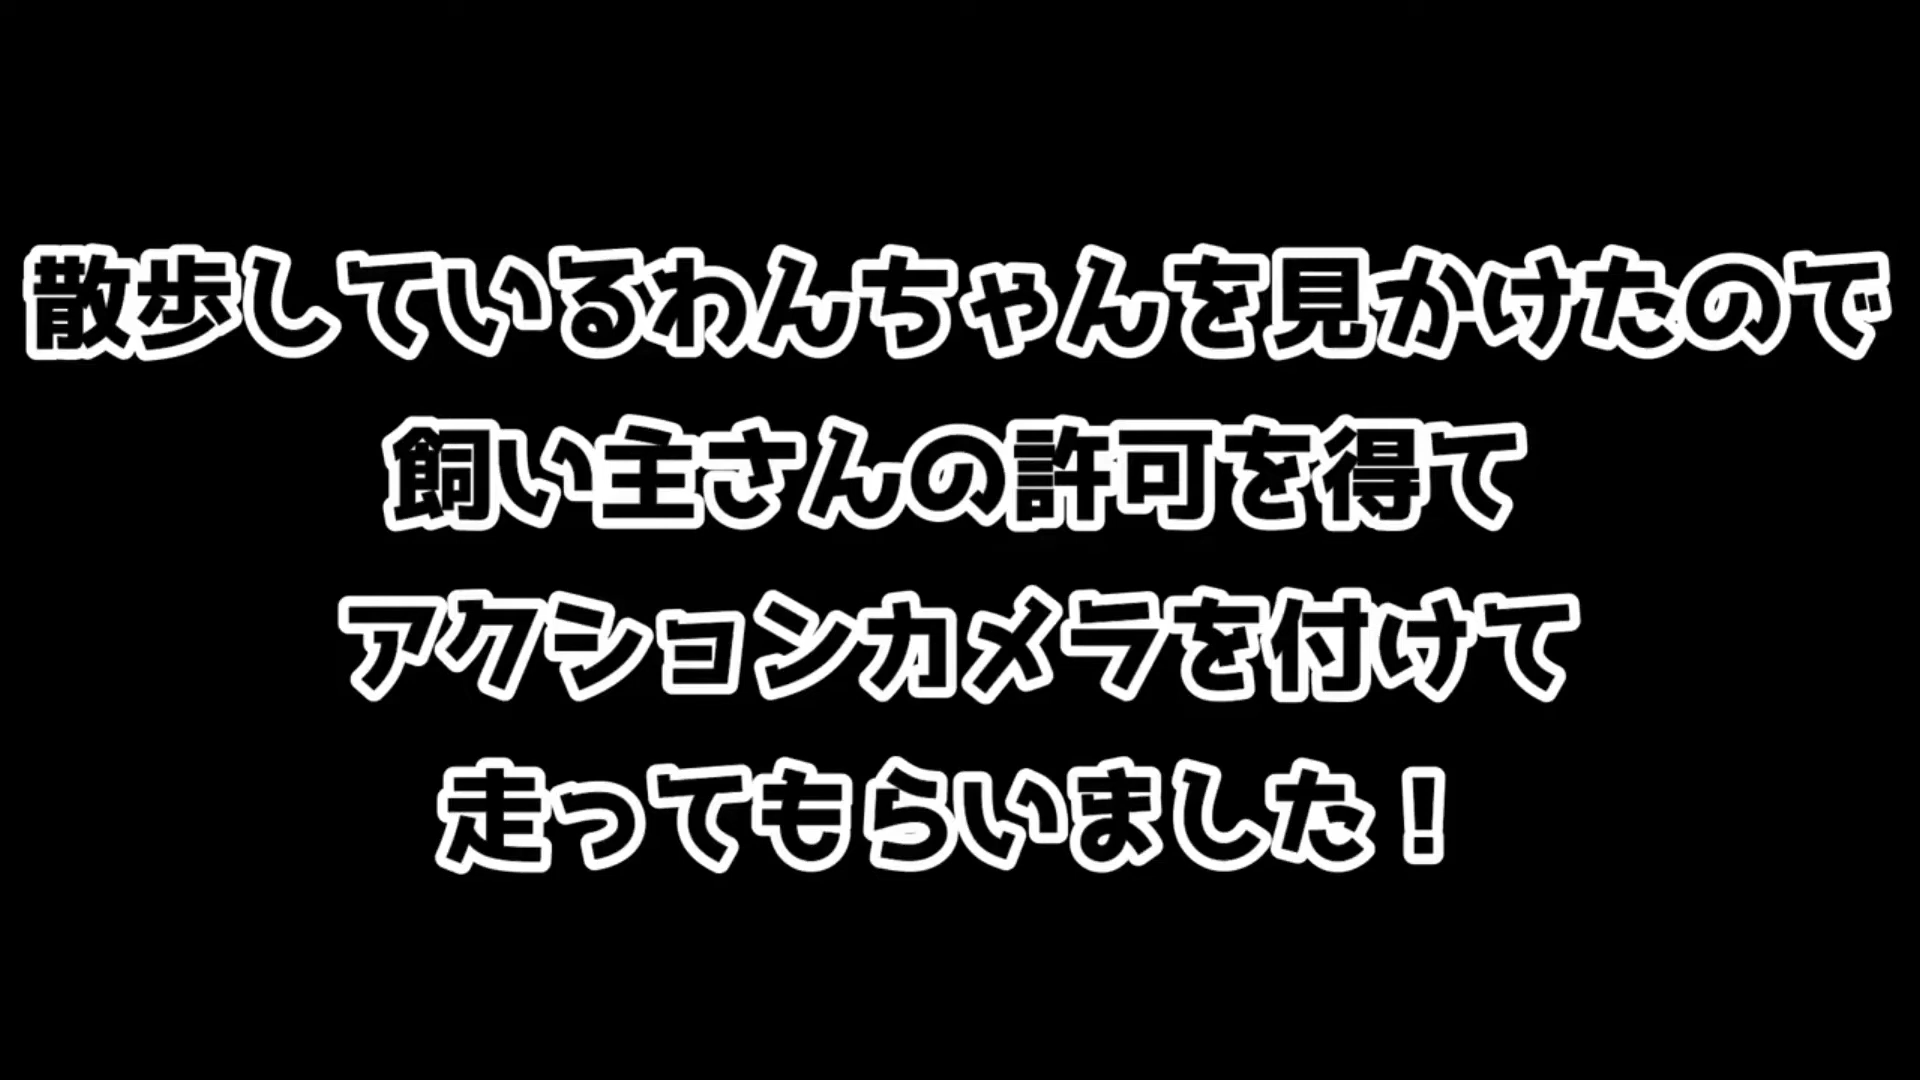 散歩しているわんちゃんを見かけたので
飼い主さんの許可を得て
アクションカメラを付けて
走ってもらいました！